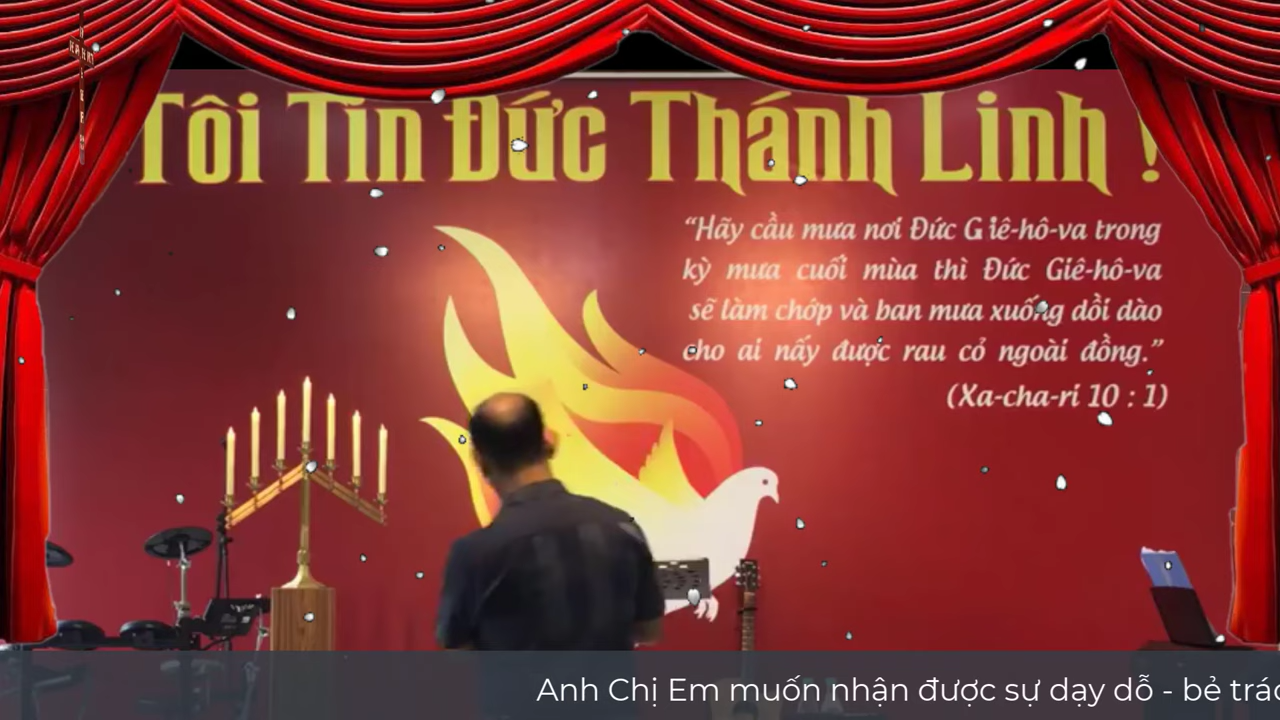 Tôi Tin Đức Thánh Linh !
“Hãy cầu mưa nơi Đức Giê-hô-va trong
kỳ mưa cuối mùa thì Đức Giê-hô-va
sẽ làm chớp và ban mưa xuống dồi dào
cho ai nấy được rau cỏ ngoài đồng.”
(Xa-cha-ri 10 : 1)
Anh Chị Em muốn nhận được sự dạy dỗ - bẻ